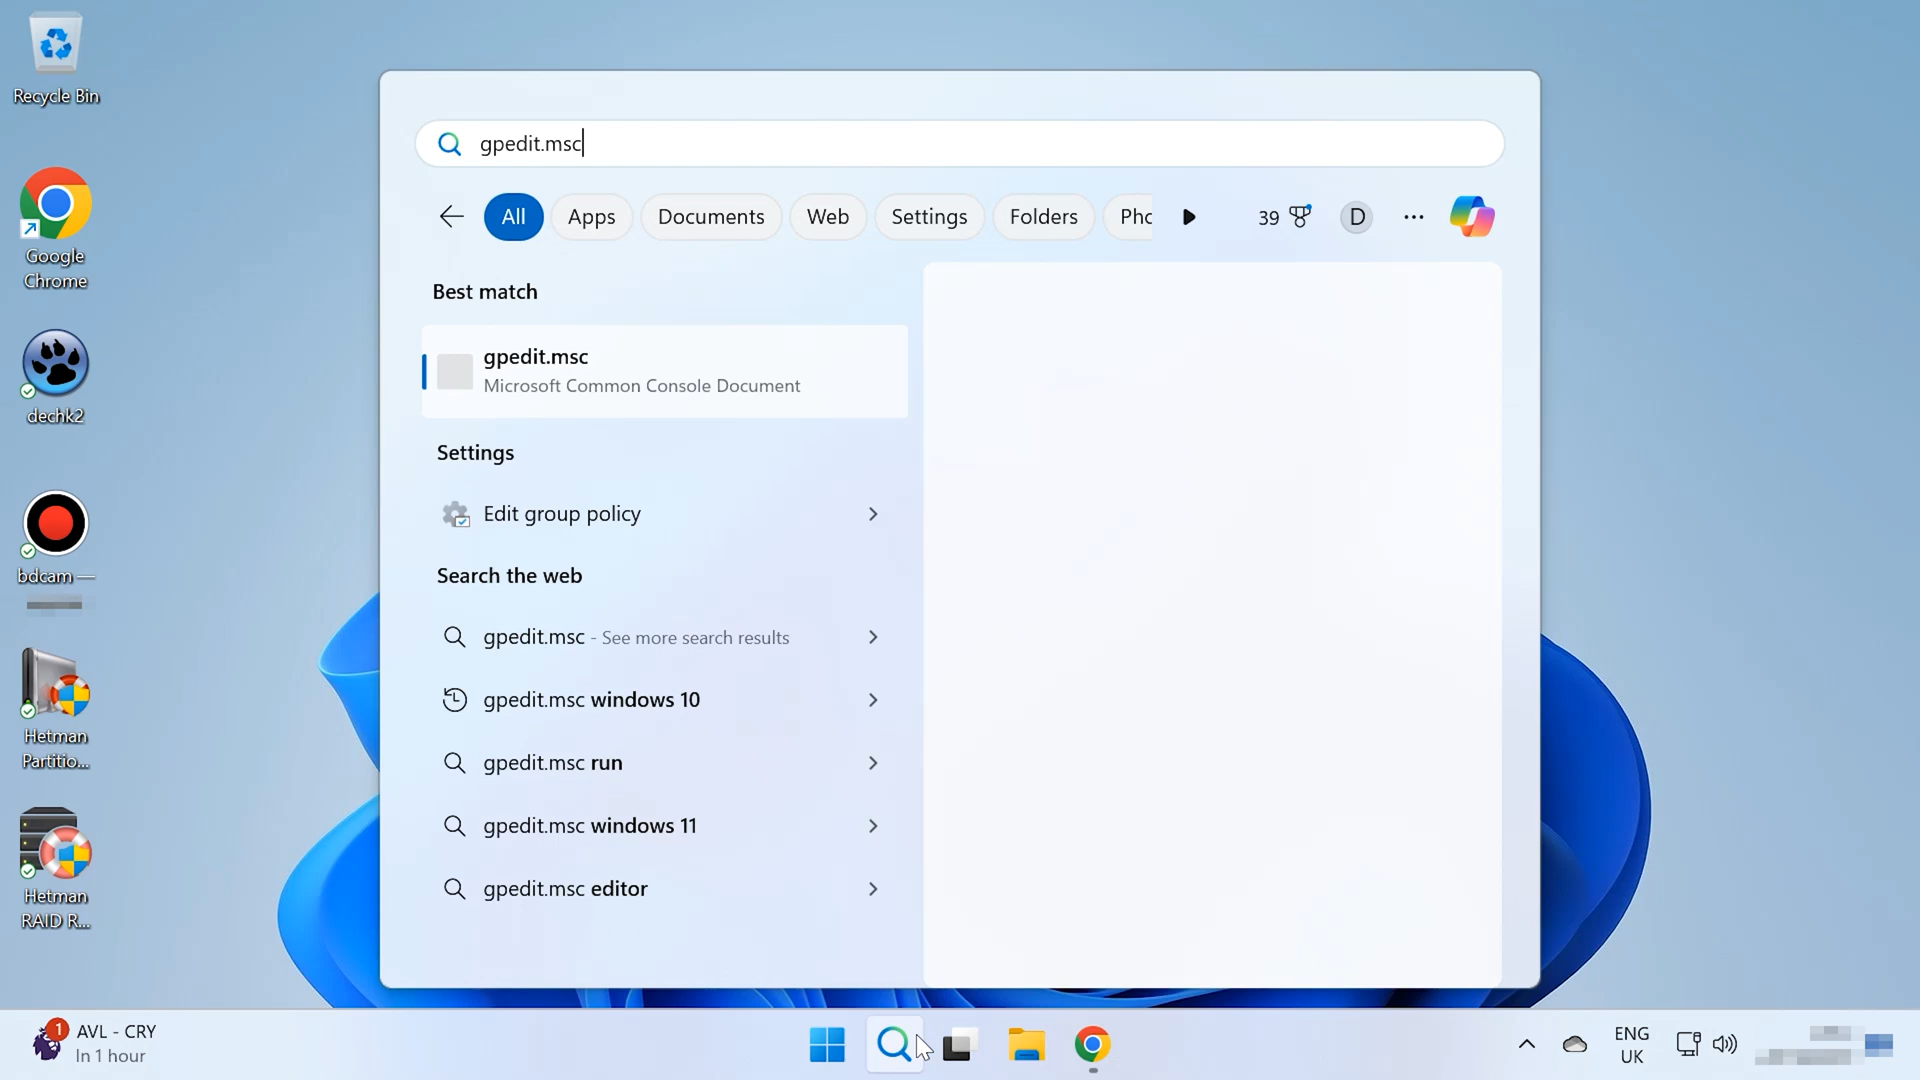 Recycle Bin
Google
Chrome
dechk2
bdcam —
Hetman
Partitio...
Hetman
RAID R...
gpedit.msc
All
Apps
Documents
Web
Settings
Folders
Pho
39
D
Best match
gpedit.msc
Microsoft Common Console Document
Settings
Edit group policy
Search the web
gpedit.msc - See more search results
gpedit.msc windows 10
gpedit.msc run
gpedit.msc windows 11
gpedit.msc editor
1
AVL - CRY
In 1 hour
ENG
UK